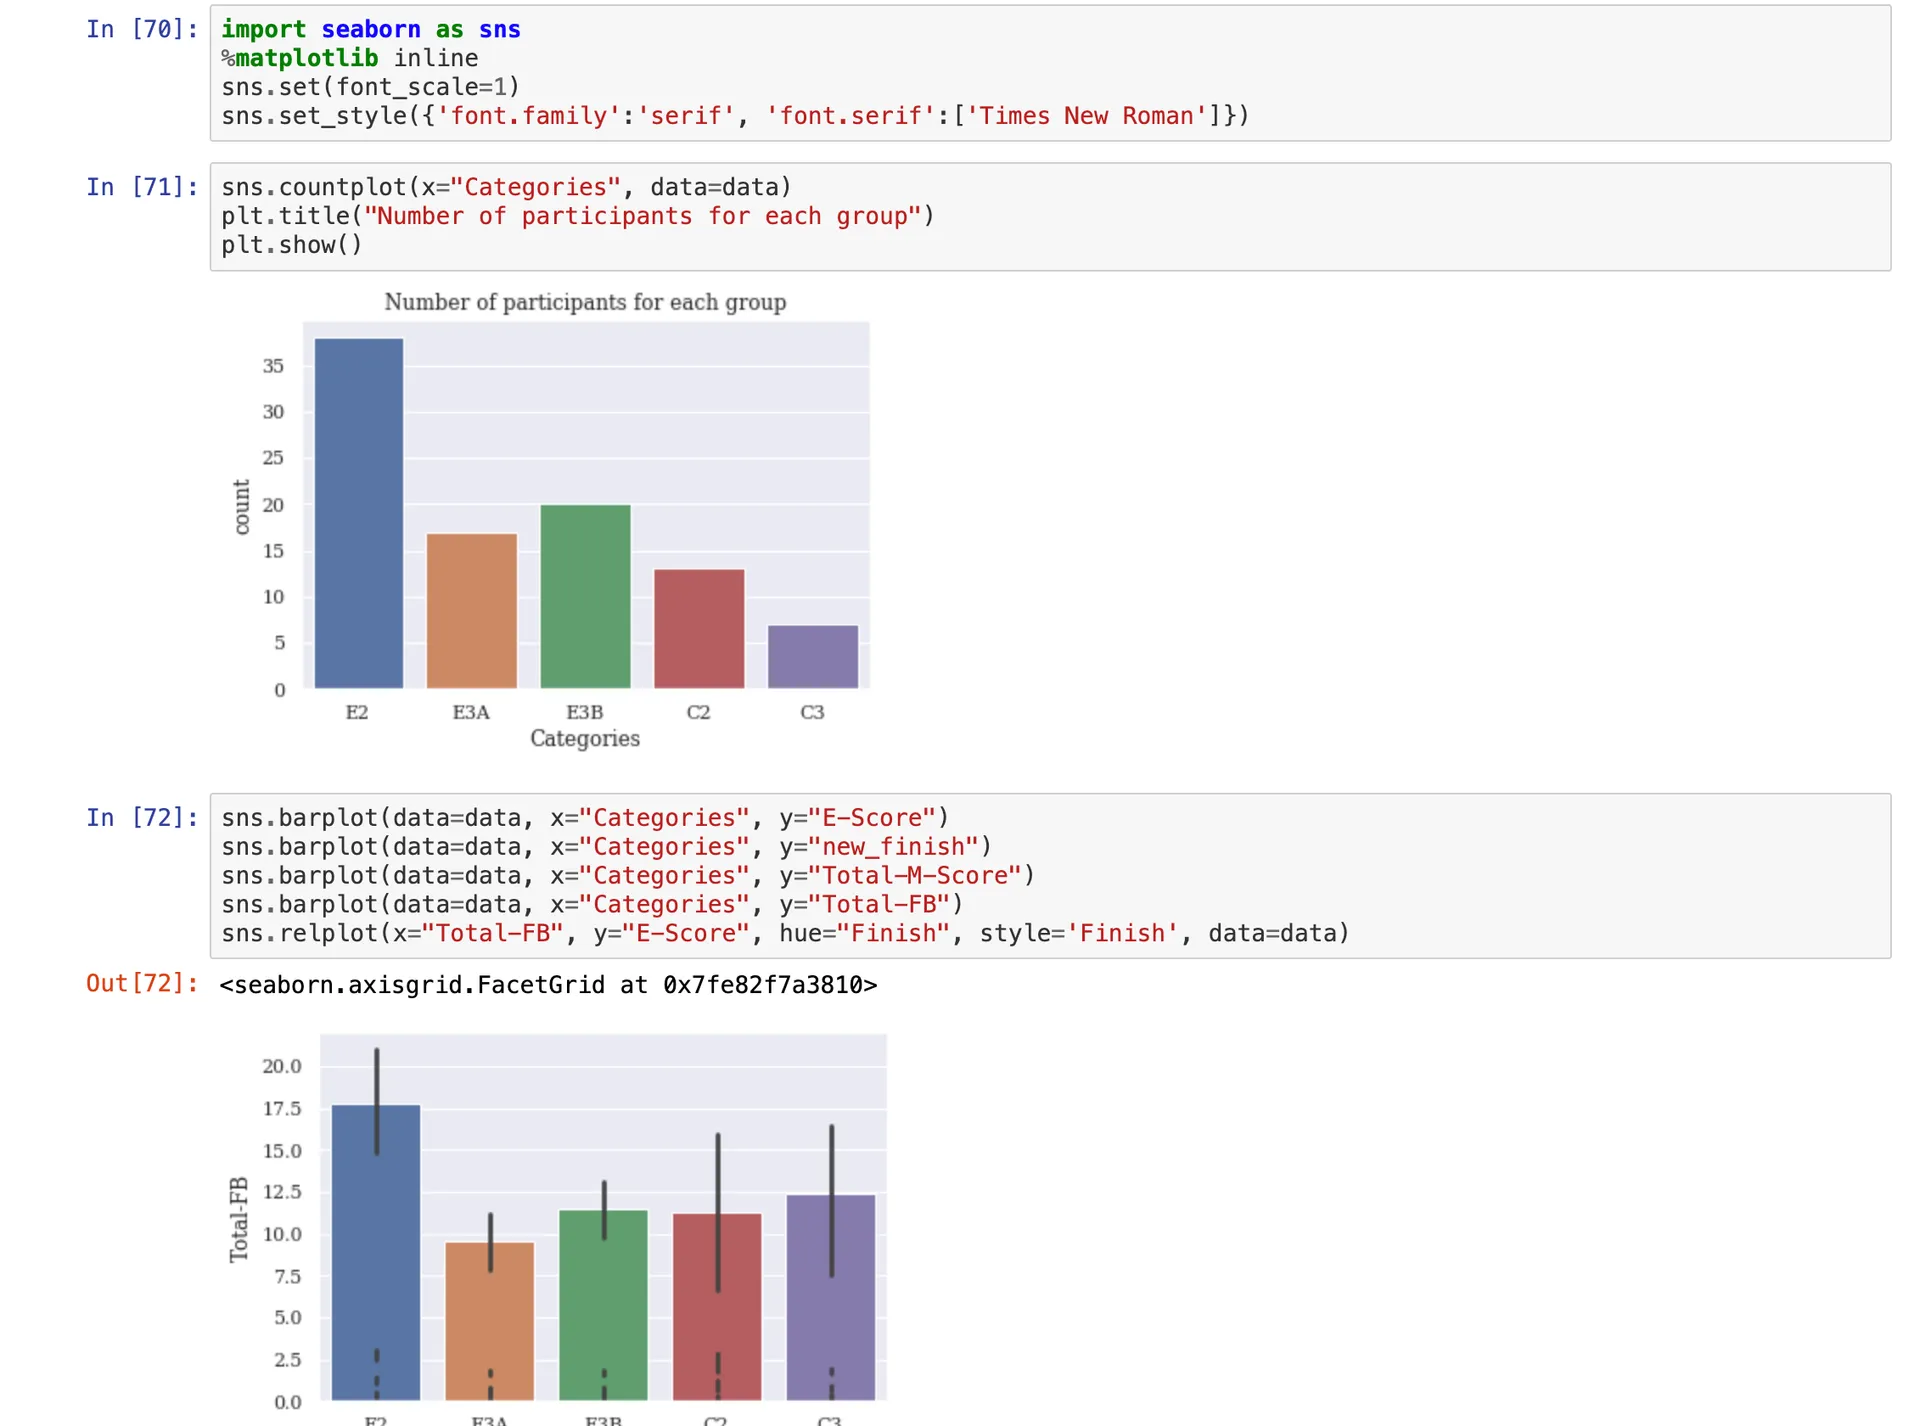 In [70]:
import seaborn as sns
%matplotlib inline
sns.set(font_scale=1)
sns.set_style({'font.family':'serif', 'font.serif':['Times New Roman']})
In [71]:
sns.countplot(x="Categories", data=data)
plt.title("Number of participants for each group")
plt.show()
Number of participants for each group
35
30
25
20
15
10
5
0
count
E2 E3A E3B C2 C3
Categories
In [72]:
sns.barplot(data=data, x="Categories", y="E-Score")
sns.barplot(data=data, x="Categories", y="new_finish")
sns.barplot(data=data, x="Categories", y="Total-M-Score")
sns.barplot(data=data, x="Categories", y="Total-FB")
sns.relplot(x="Total-FB", y="E-Score", hue="Finish", style='Finish', data=data)
Out[72]:
<seaborn.axisgrid.FacetGrid at 0x7fe82f7a3810>
20.0
17.5
15.0
12.5
10.0
7.5
5.0
2.5
0.0
Total-FB
E2 E3A E3B C2 C3